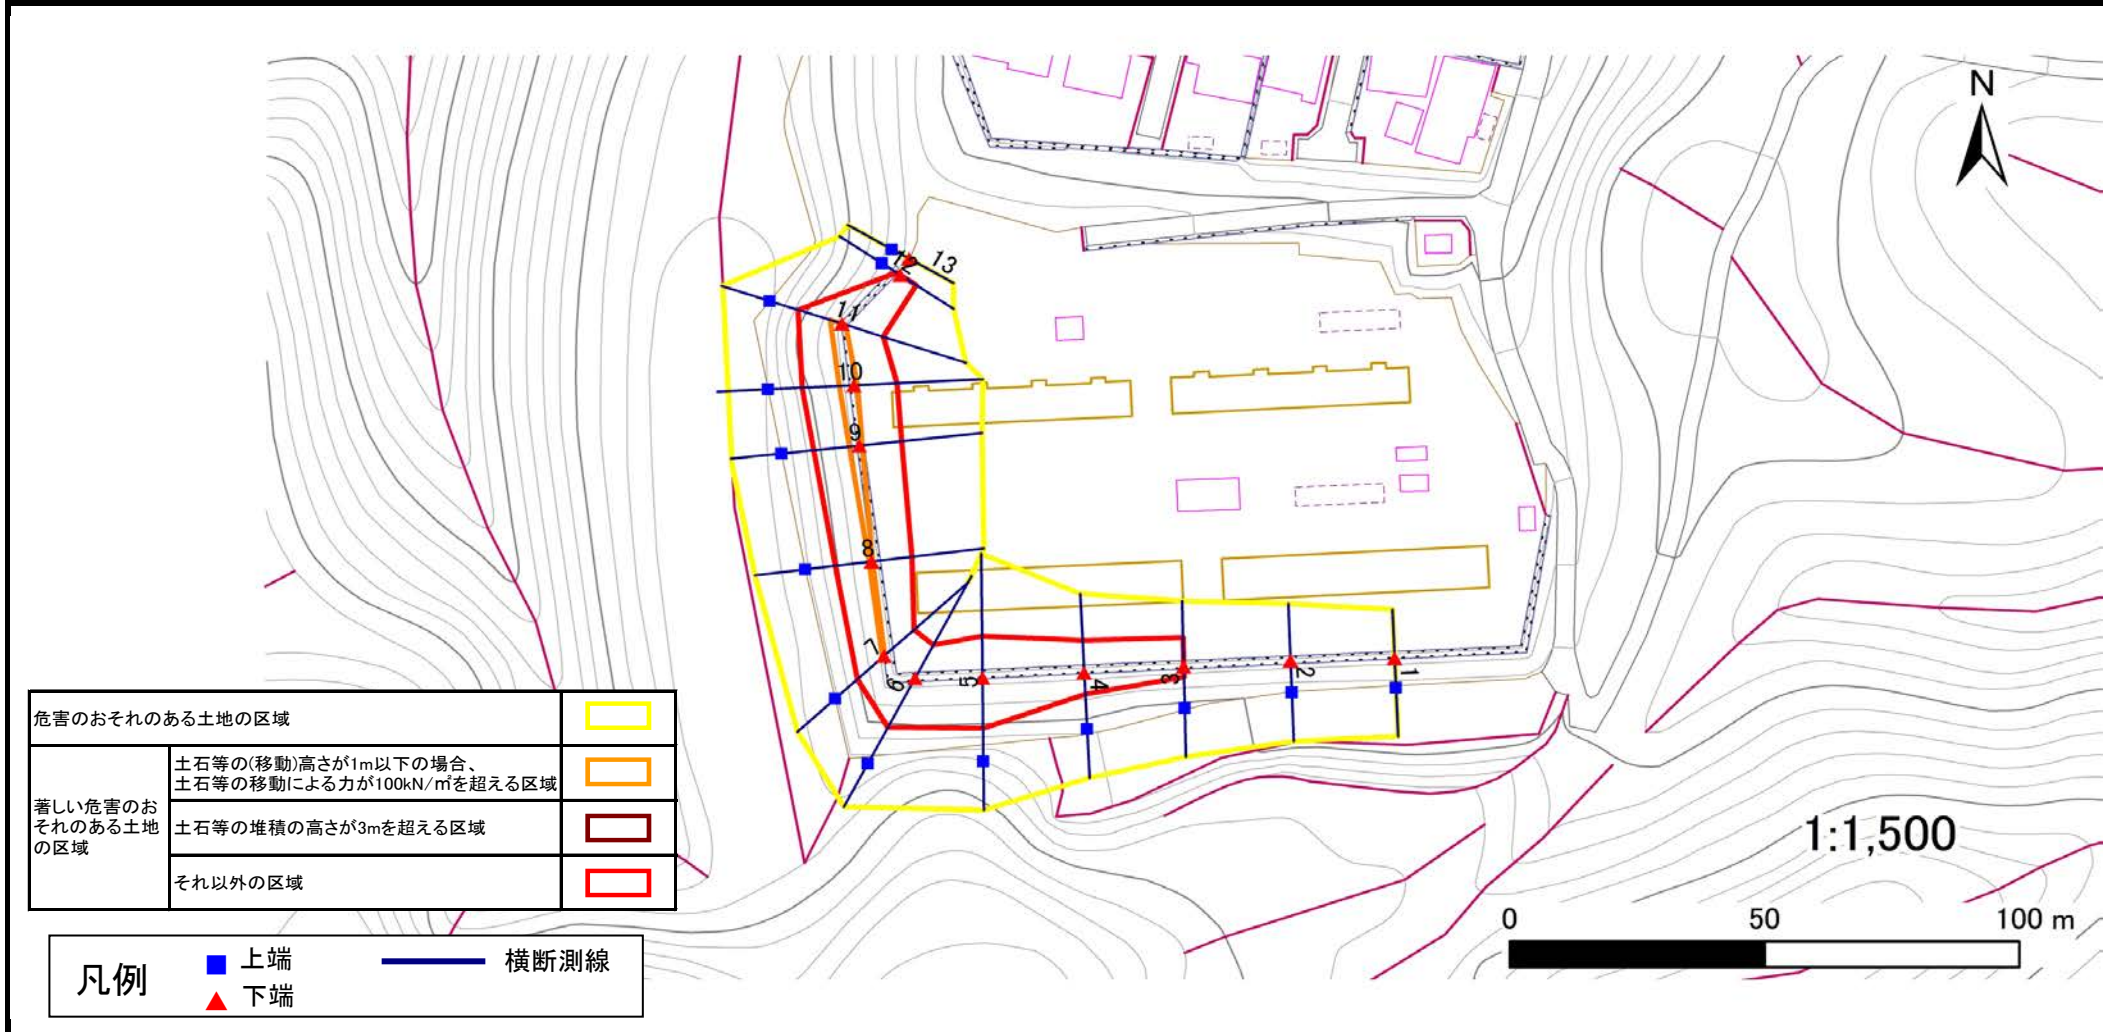 N
13
12
11
10
9
8
7
6
5
4
3
2
1
危害のおそれのある土地の区域
著しい危害のお
それのある土地
の区域
土石等の(移動)高さが1m以下の場合、
土石等の移動による力が100kN/㎡を超える区域
土石等の堆積の高さが3mを超える区域
それ以外の区域
1:1,500
0 50 100 m
凡例
上端
下端
横断測線